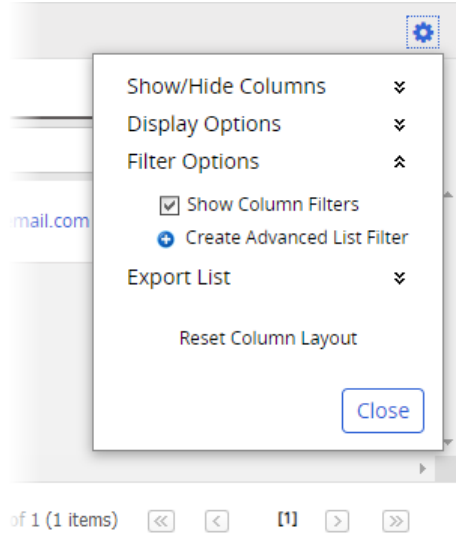 Show/Hide Columns
Display Options
Filter Options
Show Column Filters
mail.com
Create Advanced List Filter
Export List
Reset Column Layout
Close
of 1 (1 items) [1]